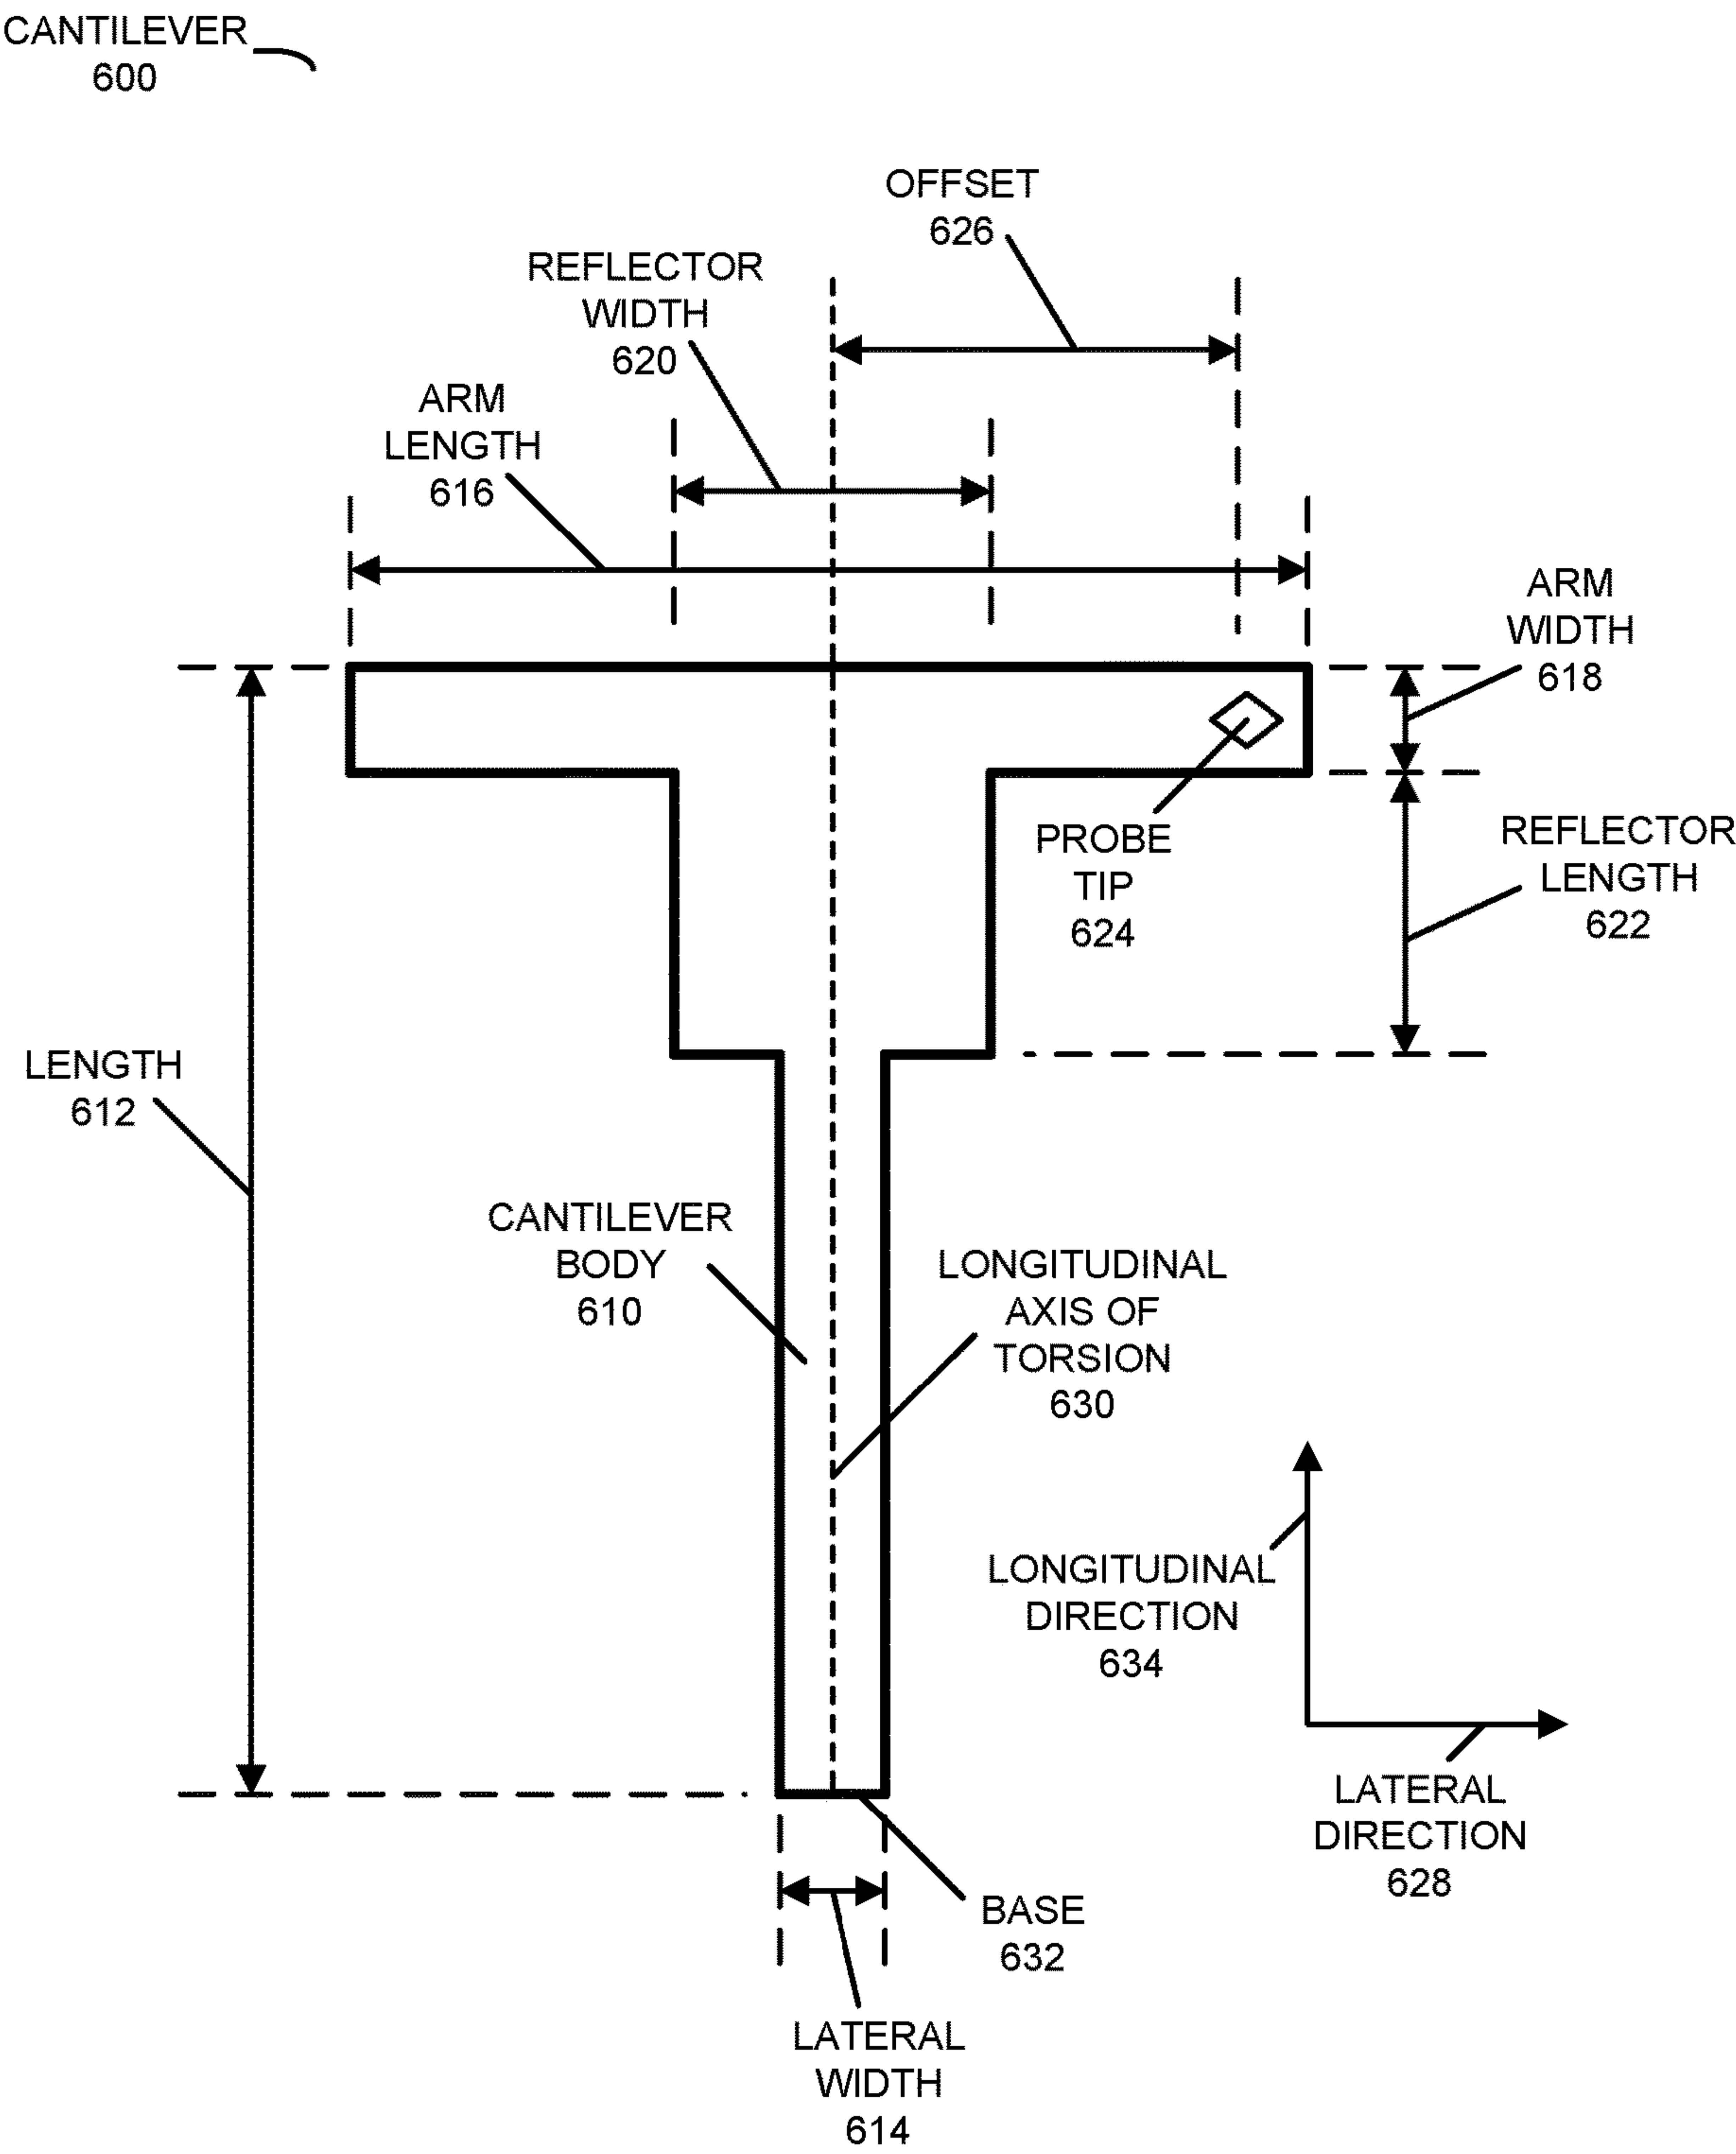 CANTILEVER
600
OFFSET
626
REFLECTOR
WIDTH
620
ARM
LENGTH
616
ARM
WIDTH
618
PROBE
TIP
624
REFLECTOR
LENGTH
622
LENGTH
612
CANTILEVER
BODY
610
LONGITUDINAL
AXIS OF
TORSION
630
LONGITUDINAL
DIRECTION
634
LATERAL
DIRECTION
628
BASE
632
LATERAL
WIDTH
614